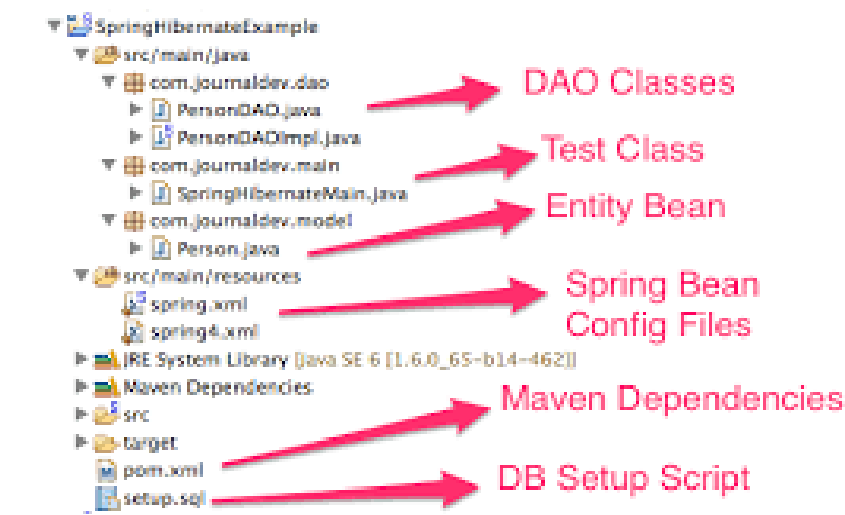 SpringHibernateExample
src/main/java
com.journaldev.dao
DAO Classes
PersonDAO.java
PersonDAOImpl.java
Test Class
com.journaldev.main
SpringHibernateMain.java
Entity Bean
com.journaldev.model
Person.java
src/main/resources
Spring Bean
Config Files
spring.xml
spring4.xml
JRE System Library [Java SE 6 [1.6.0_65-b14-462]]
Maven Dependencies
Maven Dependencies
src
target
pom.xml
DB Setup Script
setup.sql